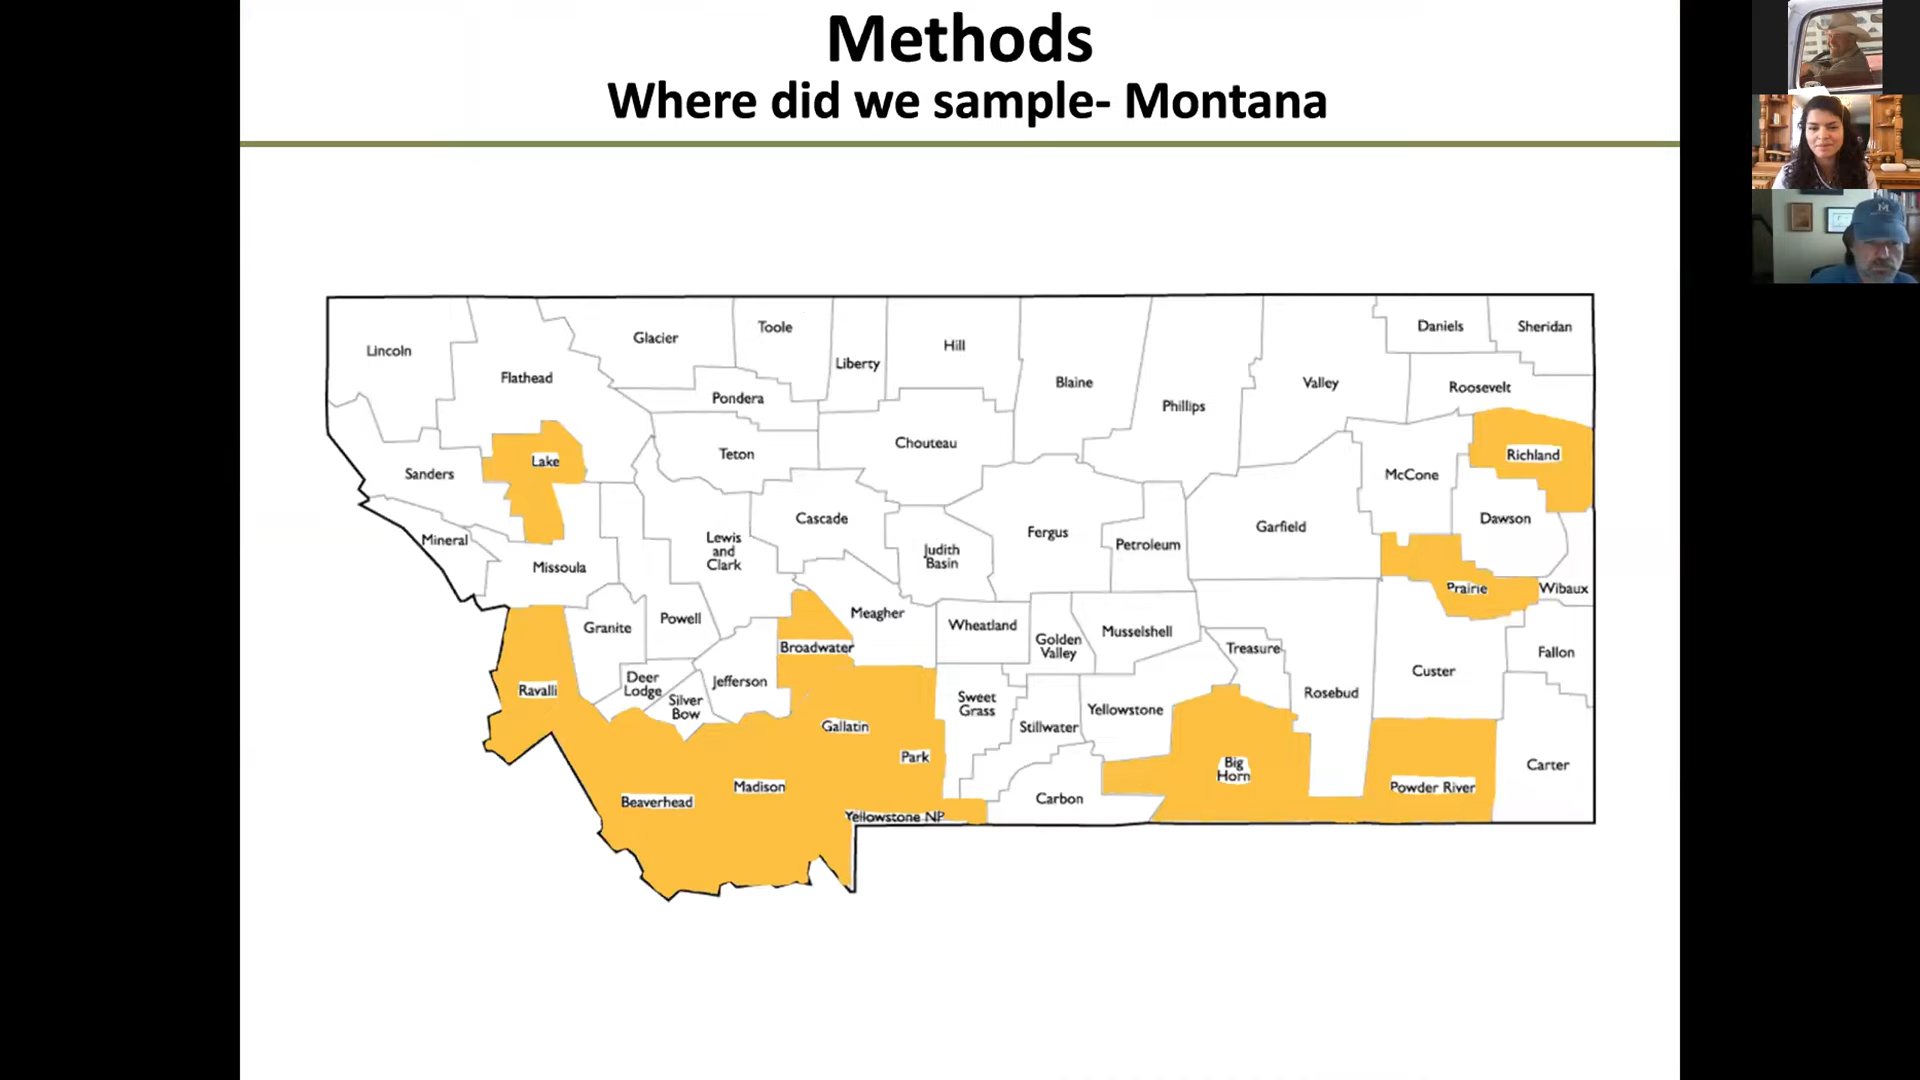 Methods
Where did we sample- Montana
Lincoln
Flathead
Glacier
Toole
Liberty
Hill
Blaine
Phillips
Valley
Daniels
Sheridan
Roosevelt
Pondera
Chouteau
Teton
Lake
Sanders
Richland
McCone
Dawson
Garfield
Petroleum
Fergus
Judith
Basin
Cascade
Lewis
and
Clark
Mineral
Missoula
Prairie
Wibaux
Meagher
Wheatland
Golden
Valley
Musselshell
Treasure
Powell
Granite
Broadwater
Fallon
Custer
Rosebud
Deer
Lodge
Silver
Bow
Jefferson
Ravalli
Sweet
Grass
Stillwater
Yellowstone
Gallatin
Park
Big
Horn
Carter
Powder River
Madison
Beaverhead
Carbon
Yellowstone NP
M